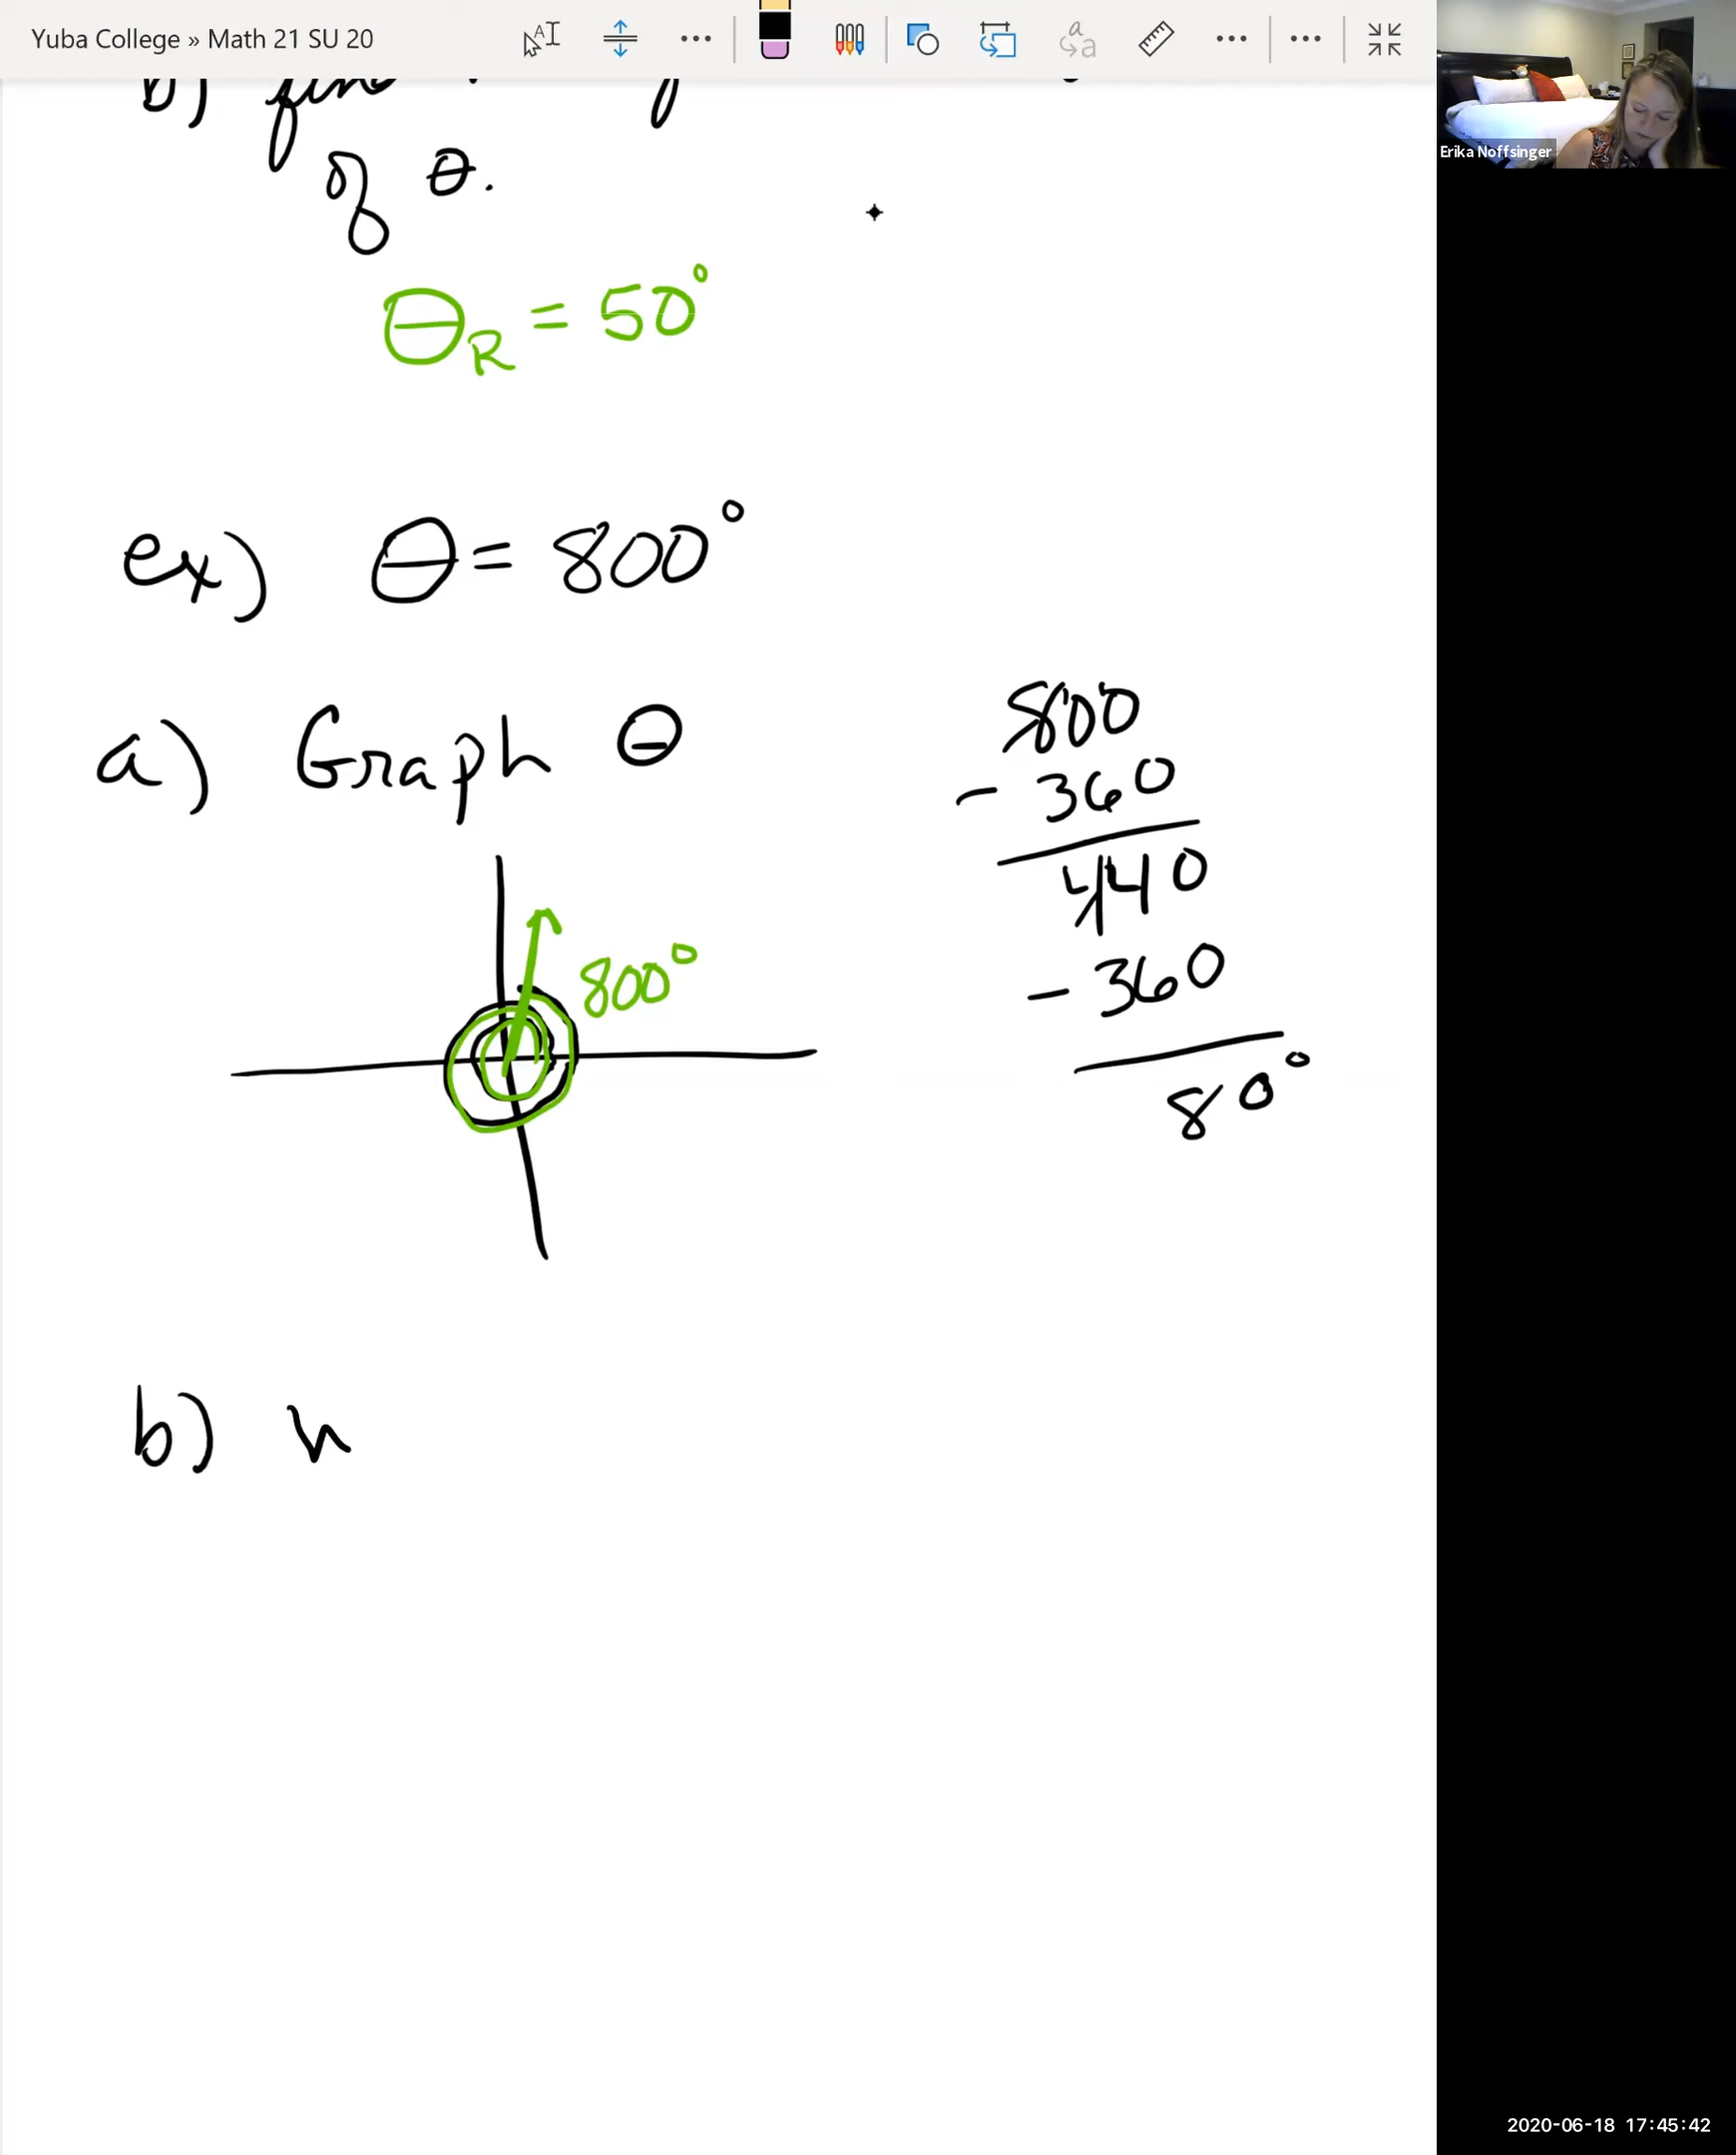 Yuba College » Math 21 SU 20
Erika Noffsinger
b)
of θ.
θR = 50°
ex) θ = 800°
a) Graph θ
800
- 360
440
- 360
80°
800°
b) n
2020-06-18 17:45:42